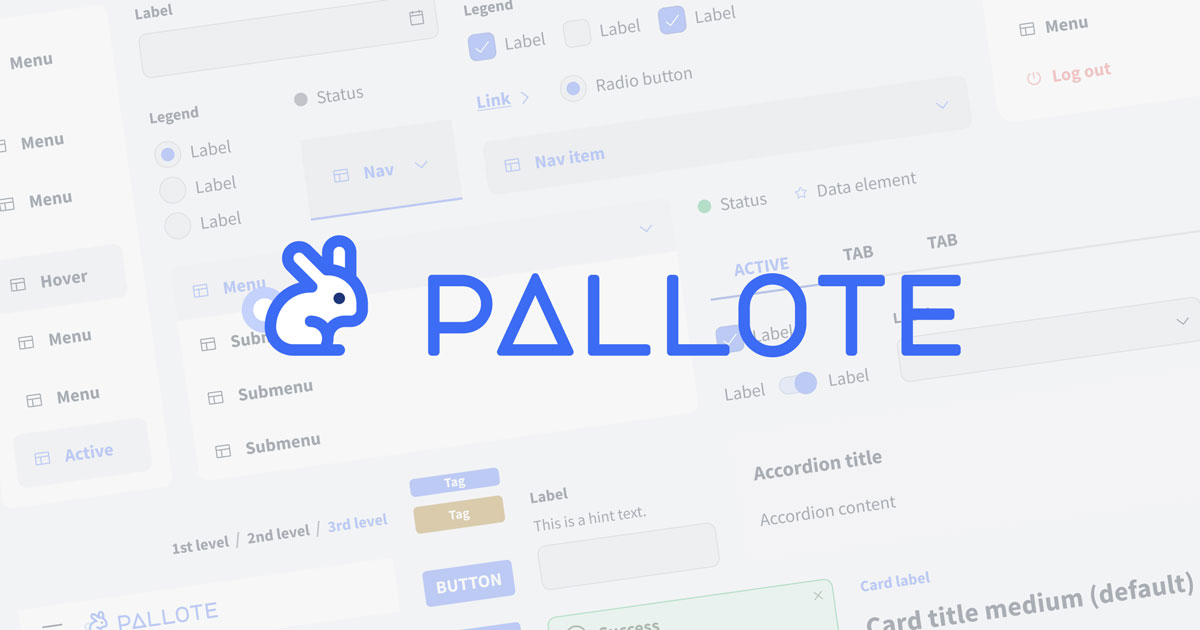 Menu
Menu
Menu
Hover
Menu
Menu
Active
Label
Legend
Label
Label
Label
Status
Nav
Menu
Submenu
Submenu
1st level / 2nd level / 3rd level
PALLOTE
Legend
Label
Label
Label
Link
Radio button
Nav item
Status
Data element
ACTIVE
TAB
TAB
PALLOTE
Label
Label
Label
Tag
Tag
BUTTON
Label
This is a hint text.
Success
Accordion title
Accordion content
Card label
Card title medium (default)
Menu
Log out